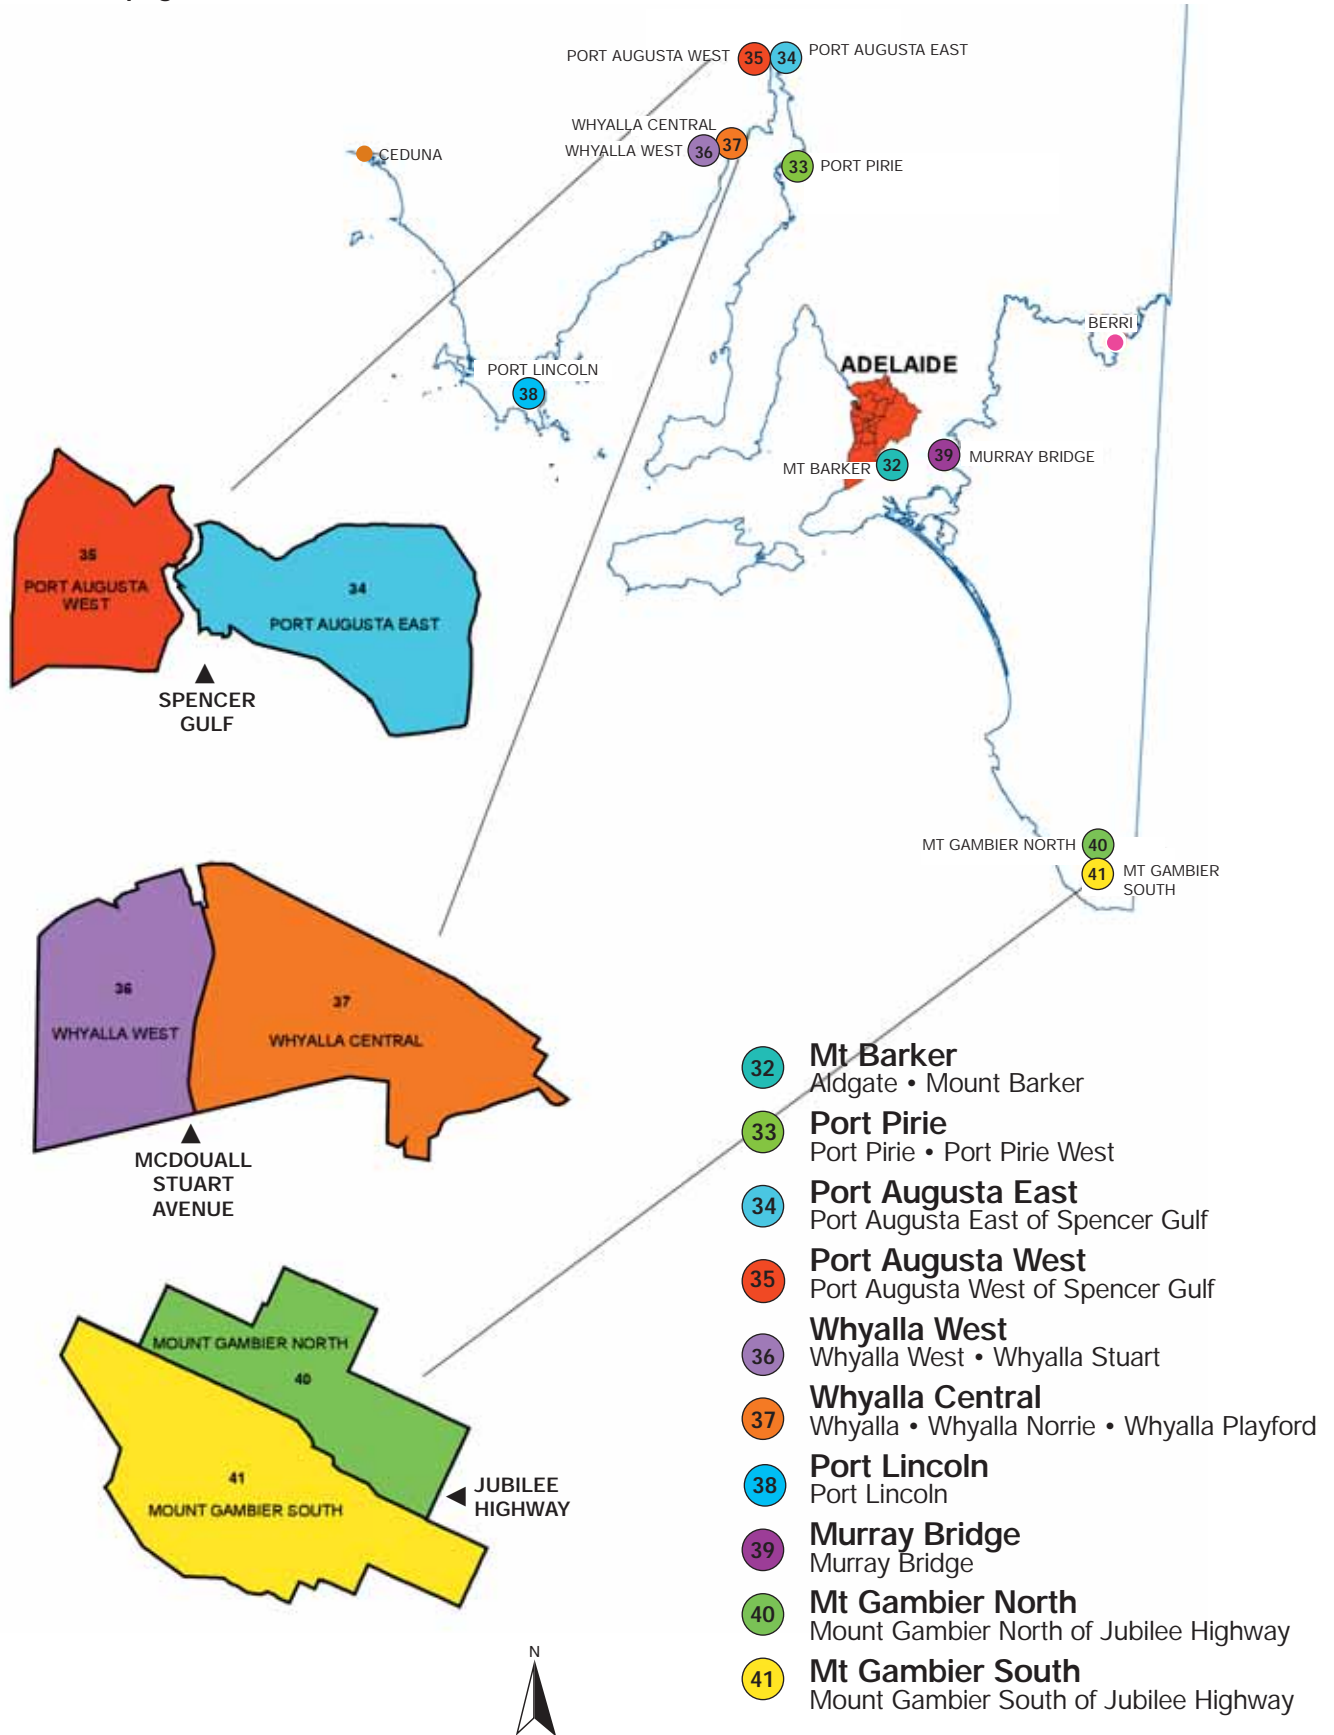 PORT AUGUSTA WEST
35
34
PORT AUGUSTA EAST
WHYALLA CENTRAL
WHYALLA WEST
36
37
CEDUNA
33
PORT PIRIE
BERRI
ADELAIDE
PORT LINCOLN
38
MT BARKER
32
39
MURRAY BRIDGE
35
PORT AUGUSTA
WEST
34
PORT AUGUSTA EAST
SPENCER
GULF
MT GAMBIER NORTH
40
41
MT GAMBIER
SOUTH
36
WHYALLA WEST
37
WHYALLA CENTRAL
MCDOUALL
STUART
AVENUE
MOUNT GAMBIER NORTH
40
41
MOUNT GAMBIER SOUTH
JUBILEE
HIGHWAY
32
Mt Barker
Aldgate • Mount Barker
33
Port Pirie
Port Pirie • Port Pirie West
34
Port Augusta East
Port Augusta East of Spencer Gulf
35
Port Augusta West
Port Augusta West of Spencer Gulf
36
Whyalla West
Whyalla West • Whyalla Stuart
37
Whyalla Central
Whyalla • Whyalla Norrie • Whyalla Playford
38
Port Lincoln
Port Lincoln
39
Murray Bridge
Murray Bridge
40
Mt Gambier North
Mount Gambier North of Jubilee Highway
41
Mt Gambier South
Mount Gambier South of Jubilee Highway
N